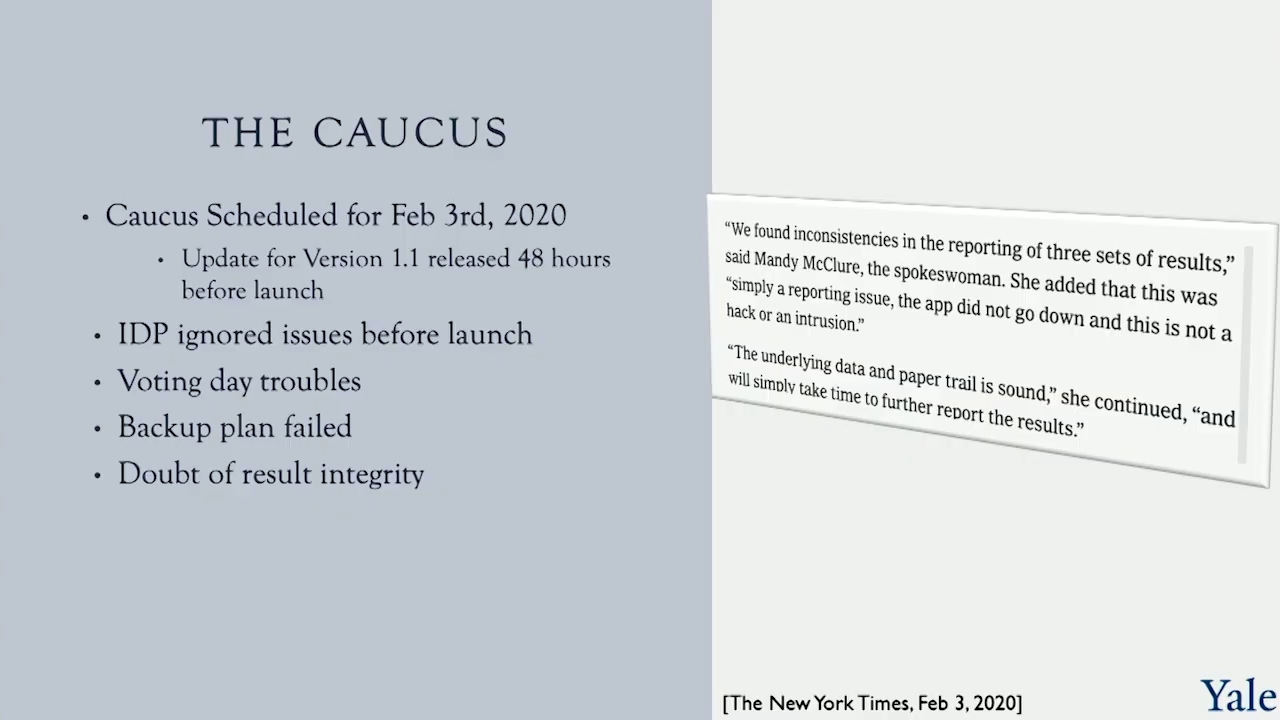 THE CAUCUS
• Caucus Scheduled for Feb 3rd, 2020
• Update for Version 1.1 released 48 hours
before launch
• IDP ignored issues before launch
• Voting day troubles
• Backup plan failed
• Doubt of result integrity
“We found inconsistencies in the reporting of three sets of results,”
said Mandy McClure, the spokeswoman. She added that this was
“simply a reporting issue, the app did not go down and this is not a
hack or an intrusion.”
“The underlying data and paper trail is sound,” she continued, “and
will simply take time to further report the results.”
[The New York Times, Feb 3, 2020]
Yale